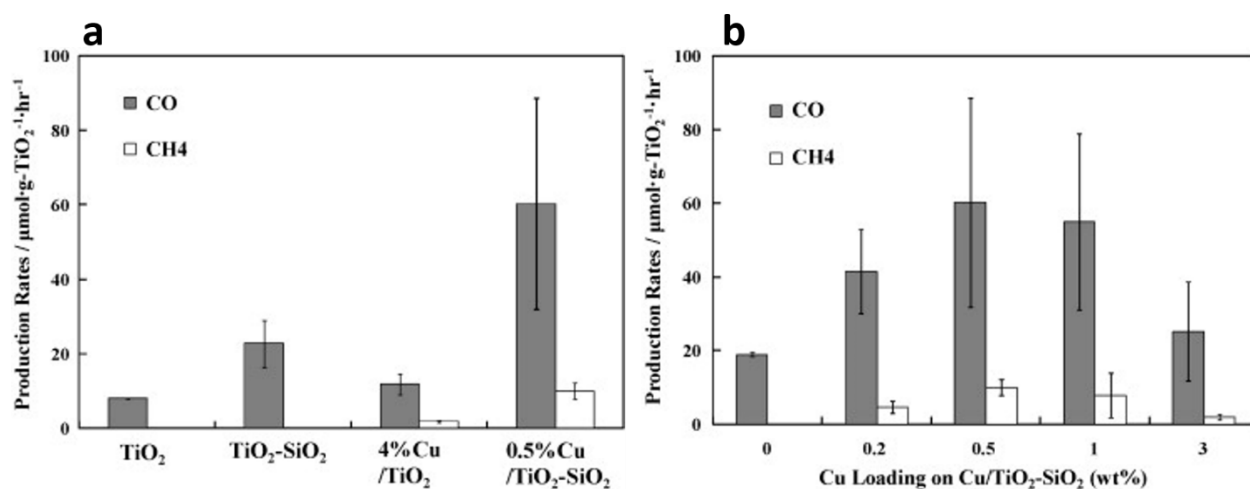 a
Production Rates / μmol·g-TiO₂⁻¹·hr⁻¹
100
80
60
40
20
0
CO
CH4
TiO₂
TiO₂-SiO₂
4%Cu
/TiO₂
0.5%Cu
/TiO₂-SiO₂
b
Production Rates / μmol·g-TiO₂⁻¹·hr⁻¹
100
80
60
40
20
0
CO
CH4
0 0.2 0.5 1 3
Cu Loading on Cu/TiO₂-SiO₂ (wt%)